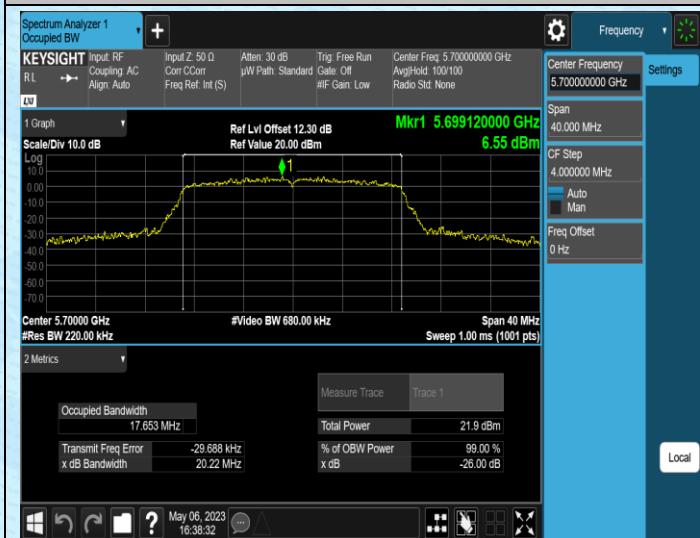 Spectrum Analyzer 1
Occupied BW
+
Frequency
KEYSIGHT
RL
LXI
Input: RF
Coupling: AC
Align: Auto
Input Z: 50 Ω
Corr CCorr
Freq Ref: Int (S)
Atten: 30 dB
µW Path: Standard
Trig: Free Run
Gate: Off
#IF Gain: Low
Center Freq: 5.700000000 GHz
Avg|Hold: 100/100
Radio Std: None
Center Frequency
5.700000000 GHz
Settings
Span
40.000 MHz
CF Step
4.000000 MHz
Auto
Man
Freq Offset
0 Hz
Local
1 Graph
Scale/Div 10.0 dB
Ref Lvl Offset 12.30 dB
Ref Value 20.00 dBm
Mkr1 5.699120000 GHz
6.55 dBm
Log
10.0
0.00
-10.0
-20.0
-30.0
-40.0
-50.0
-60.0
-70.0
1
Center 5.70000 GHz
#Res BW 220.00 kHz
#Video BW 680.00 kHz
Span 40 MHz
Sweep 1.00 ms (1001 pts)
2 Metrics
Measure Trace Trace 1
Occupied Bandwidth
17.653 MHz
Total Power 21.9 dBm
Transmit Freq Error -29.688 kHz
% of OBW Power 99.00 %
x dB Bandwidth 20.22 MHz
x dB -26.00 dB
?
May 06, 2023
16:38:32